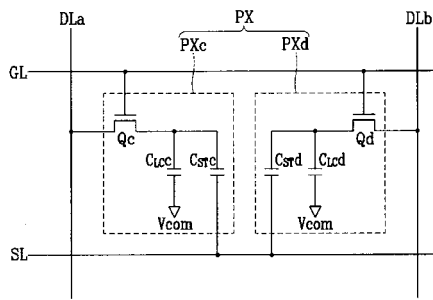 DLa PX DLb
PXc PXd
GL
Qc Qd
CLCc CSTc CSTd CLCd
Vcom Vcom
SL